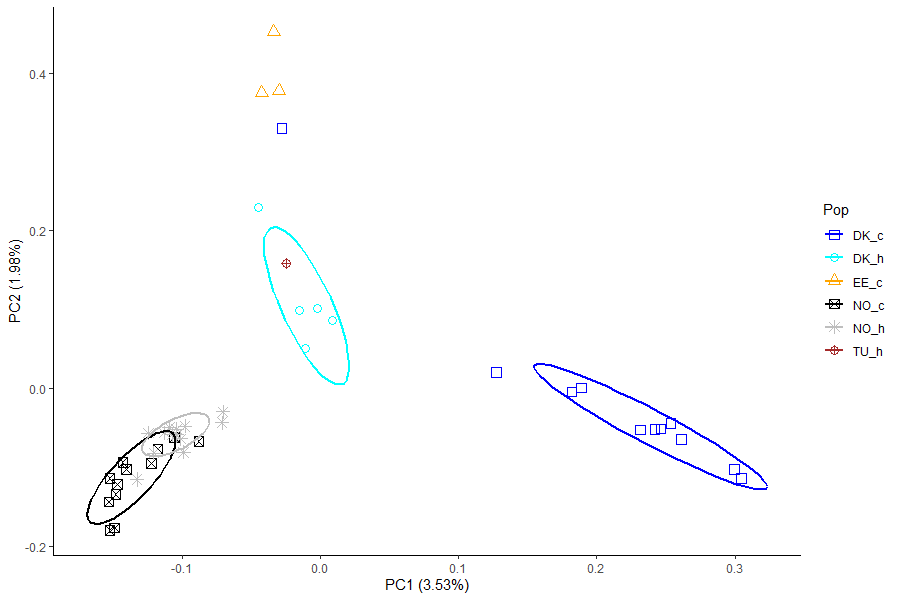 0.4
0.2
0.0
-0.2
PC2 (1.98%)
-0.1
0.0
0.1
0.2
0.3
PC1 (3.53%)
Pop
DK_c
DK_h
EE_c
NO_c
NO_h
TU_h